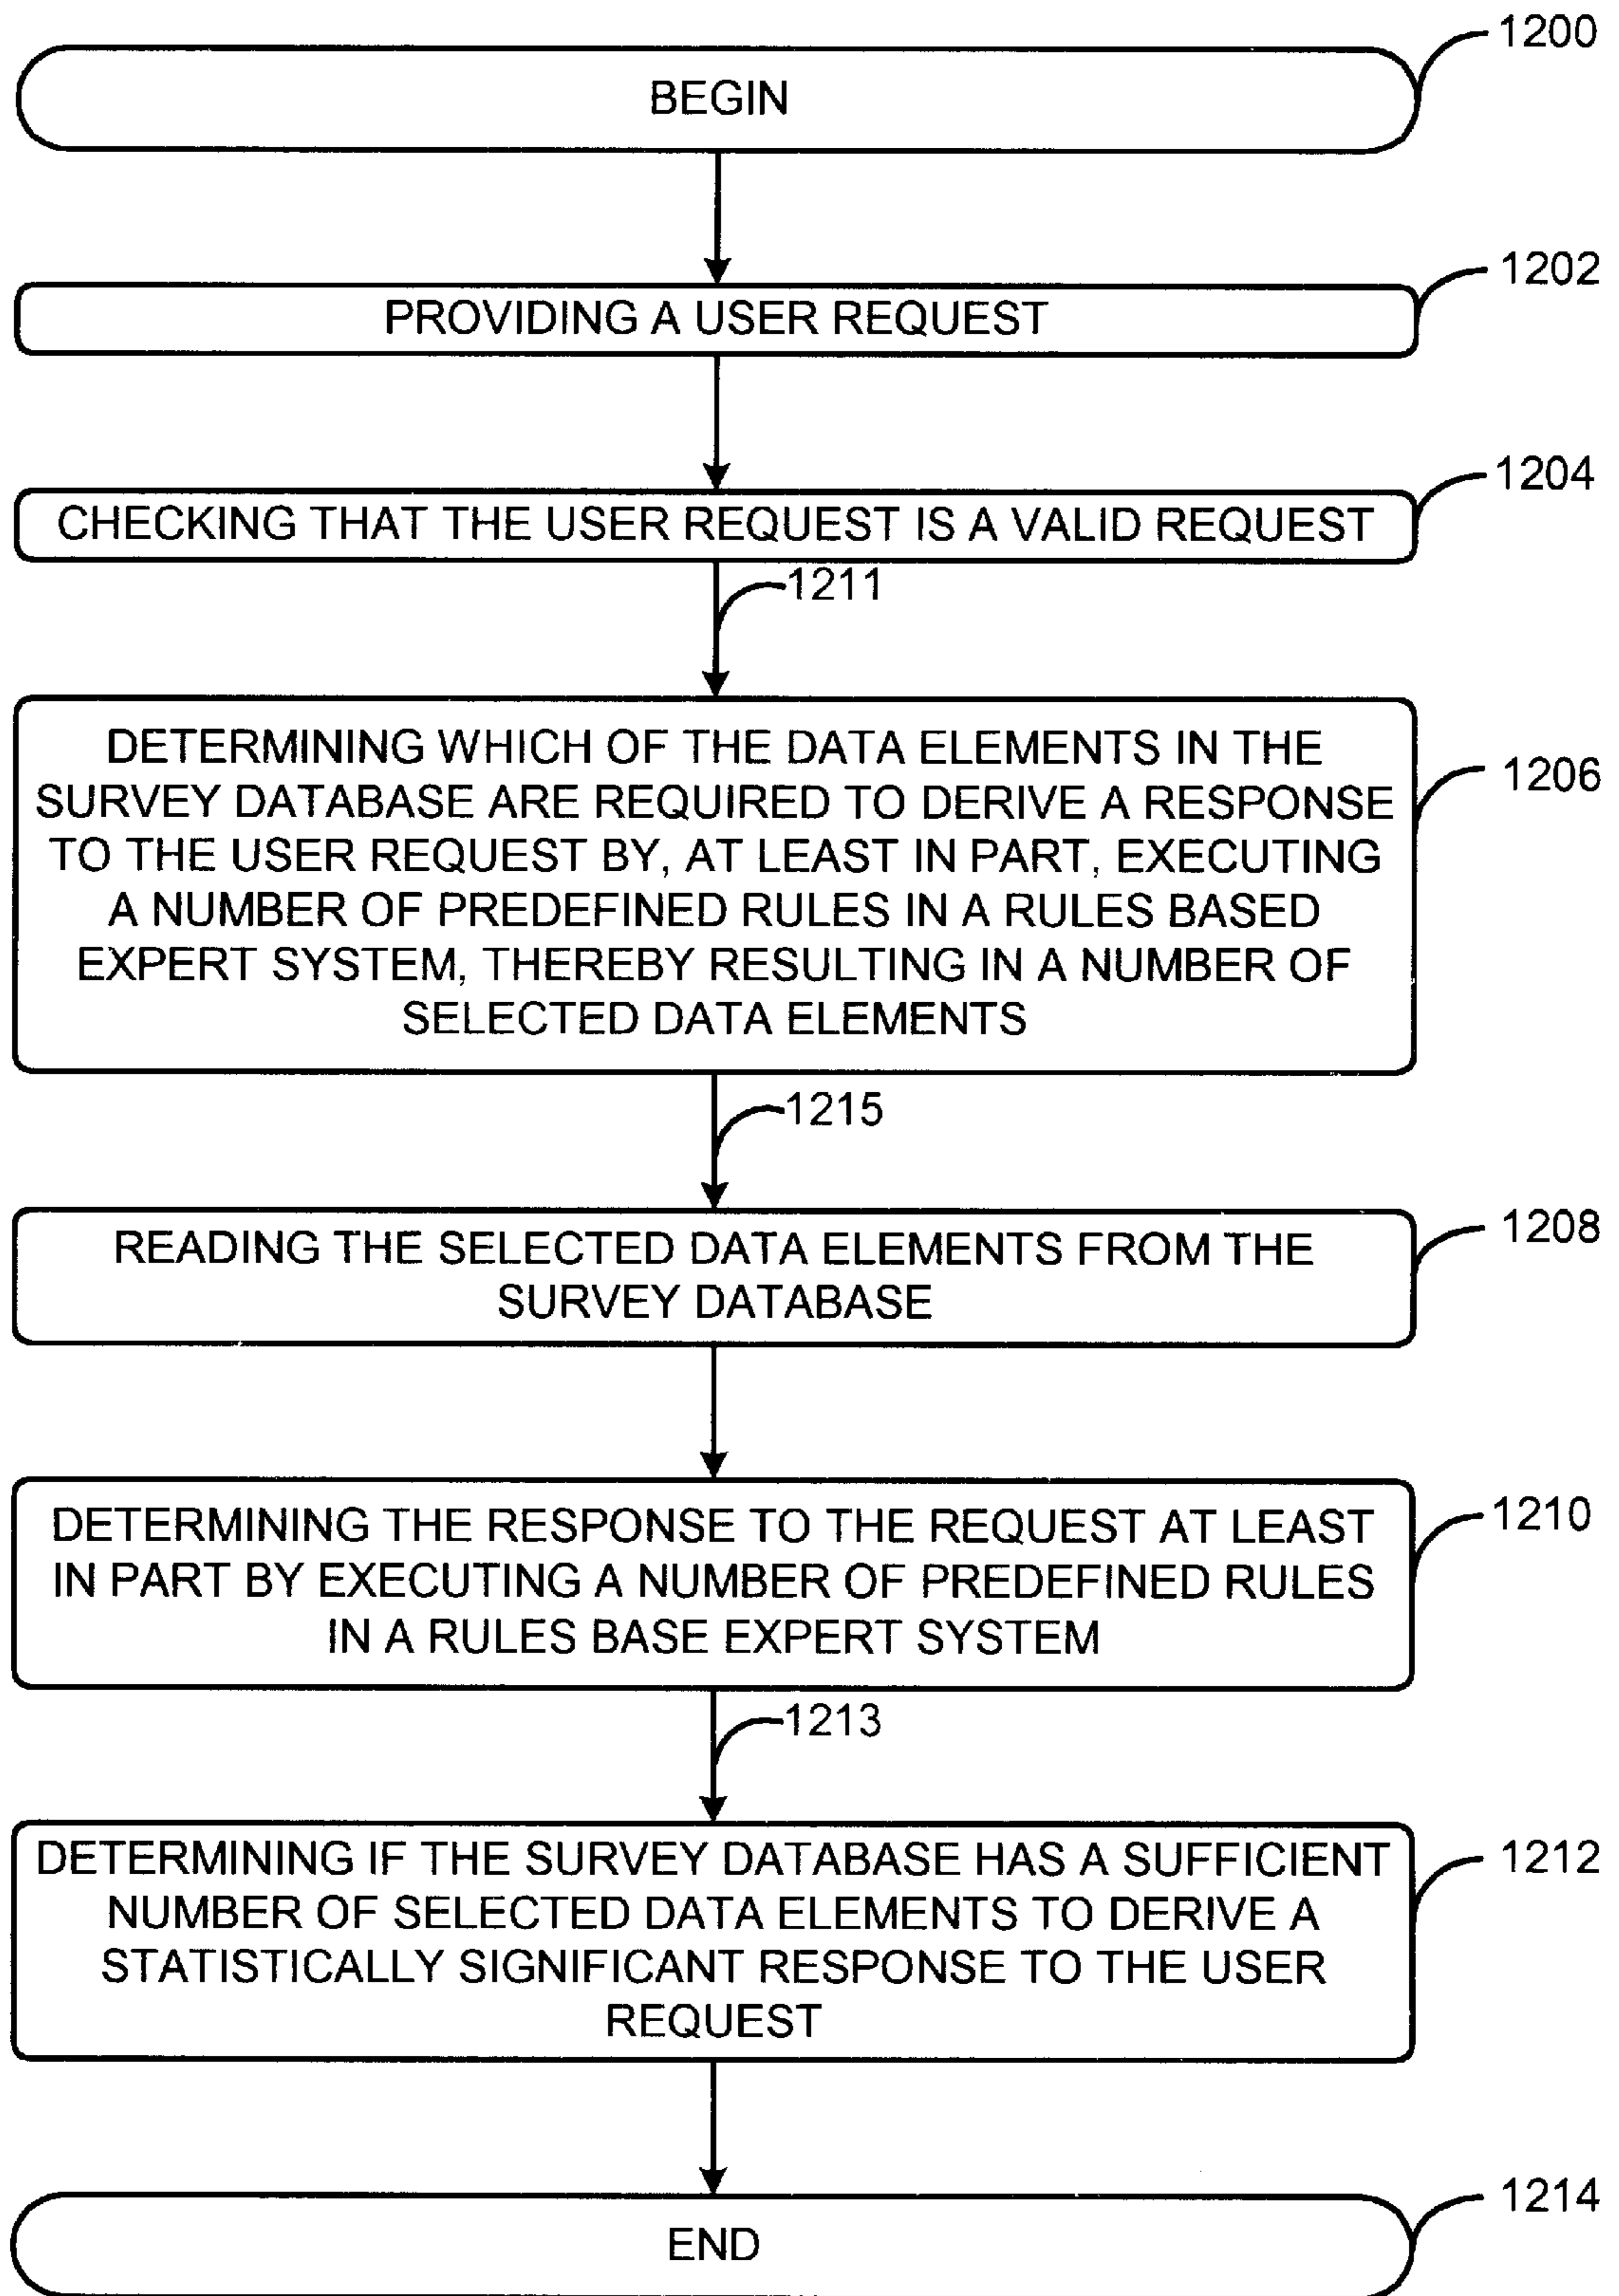 1200
BEGIN
1202
PROVIDING A USER REQUEST
1204
CHECKING THAT THE USER REQUEST IS A VALID REQUEST
1211
DETERMINING WHICH OF THE DATA ELEMENTS IN THE
SURVEY DATABASE ARE REQUIRED TO DERIVE A RESPONSE
TO THE USER REQUEST BY, AT LEAST IN PART, EXECUTING
A NUMBER OF PREDEFINED RULES IN A RULES BASED
EXPERT SYSTEM, THEREBY RESULTING IN A NUMBER OF
SELECTED DATA ELEMENTS
1206
1215
READING THE SELECTED DATA ELEMENTS FROM THE
SURVEY DATABASE
1208
DETERMINING THE RESPONSE TO THE REQUEST AT LEAST
IN PART BY EXECUTING A NUMBER OF PREDEFINED RULES
IN A RULES BASE EXPERT SYSTEM
1210
1213
DETERMINING IF THE SURVEY DATABASE HAS A SUFFICIENT
NUMBER OF SELECTED DATA ELEMENTS TO DERIVE A
STATISTICALLY SIGNIFICANT RESPONSE TO THE USER
REQUEST
1212
1214
END